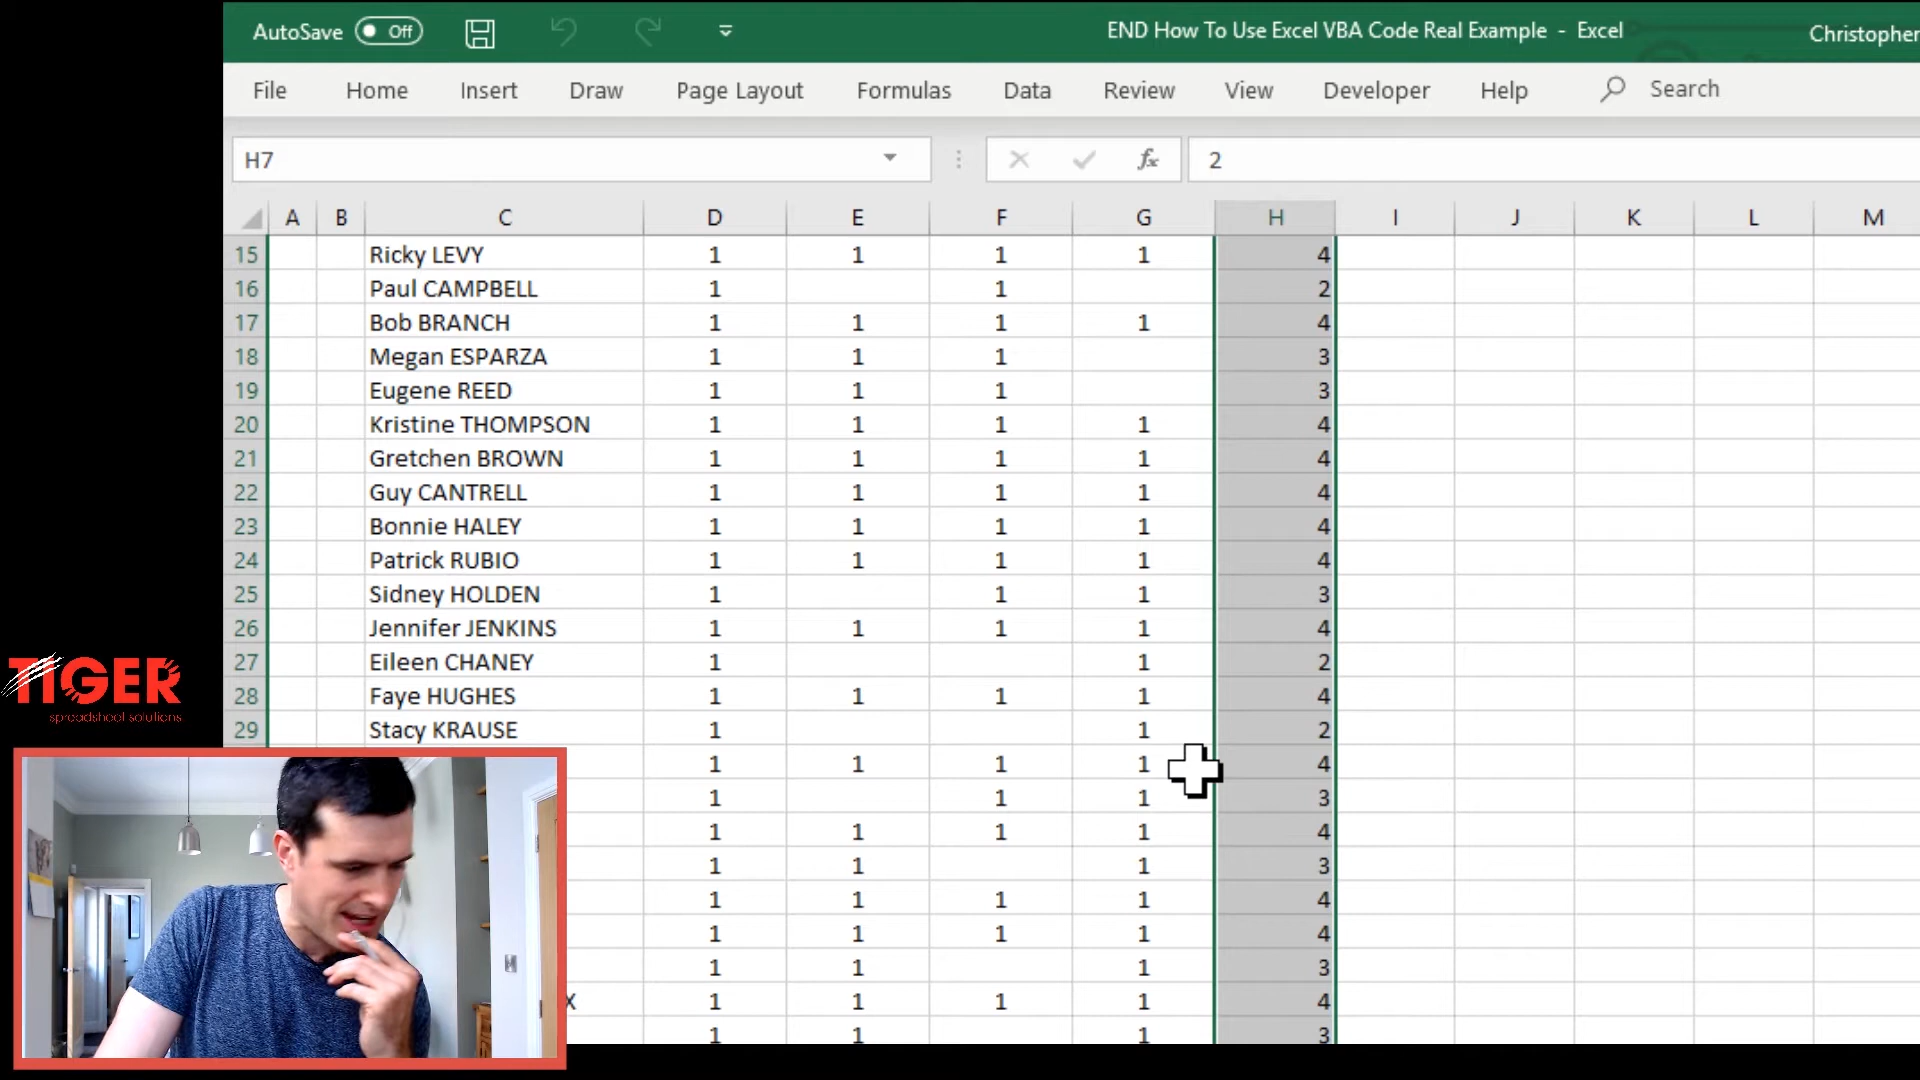 AutoSave Off END How To Use Excel VBA Code Real Example - Excel Christopher
File Home Insert Draw Page Layout Formulas Data Review View Developer Help Search
H7 fx 2
A B C D E F G H I J K L M
15 Ricky LEVY 1 1 1 1 4
16 Paul CAMPBELL 1 1 2
17 Bob BRANCH 1 1 1 1 4
18 Megan ESPARZA 1 1 1 3
19 Eugene REED 1 1 1 3
20 Kristine THOMPSON 1 1 1 1 4
21 Gretchen BROWN 1 1 1 1 4
22 Guy CANTRELL 1 1 1 1 4
23 Bonnie HALEY 1 1 1 1 4
24 Patrick RUBIO 1 1 1 1 4
25 Sidney HOLDEN 1 1 1 3
26 Jennifer JENKINS 1 1 1 1 4
27 Eileen CHANEY 1 1 2
28 Faye HUGHES 1 1 1 1 4
29 Stacy KRAUSE 1 1 2
1 1 1 1 4
1 1 1 3
1 1 1 1 4
1 1 1 3
1 1 1 1 4
1 1 1 1 4
1 1 1 3
X 1 1 1 1 4
1 1 1 3
TIGER
spreadsheet solutions